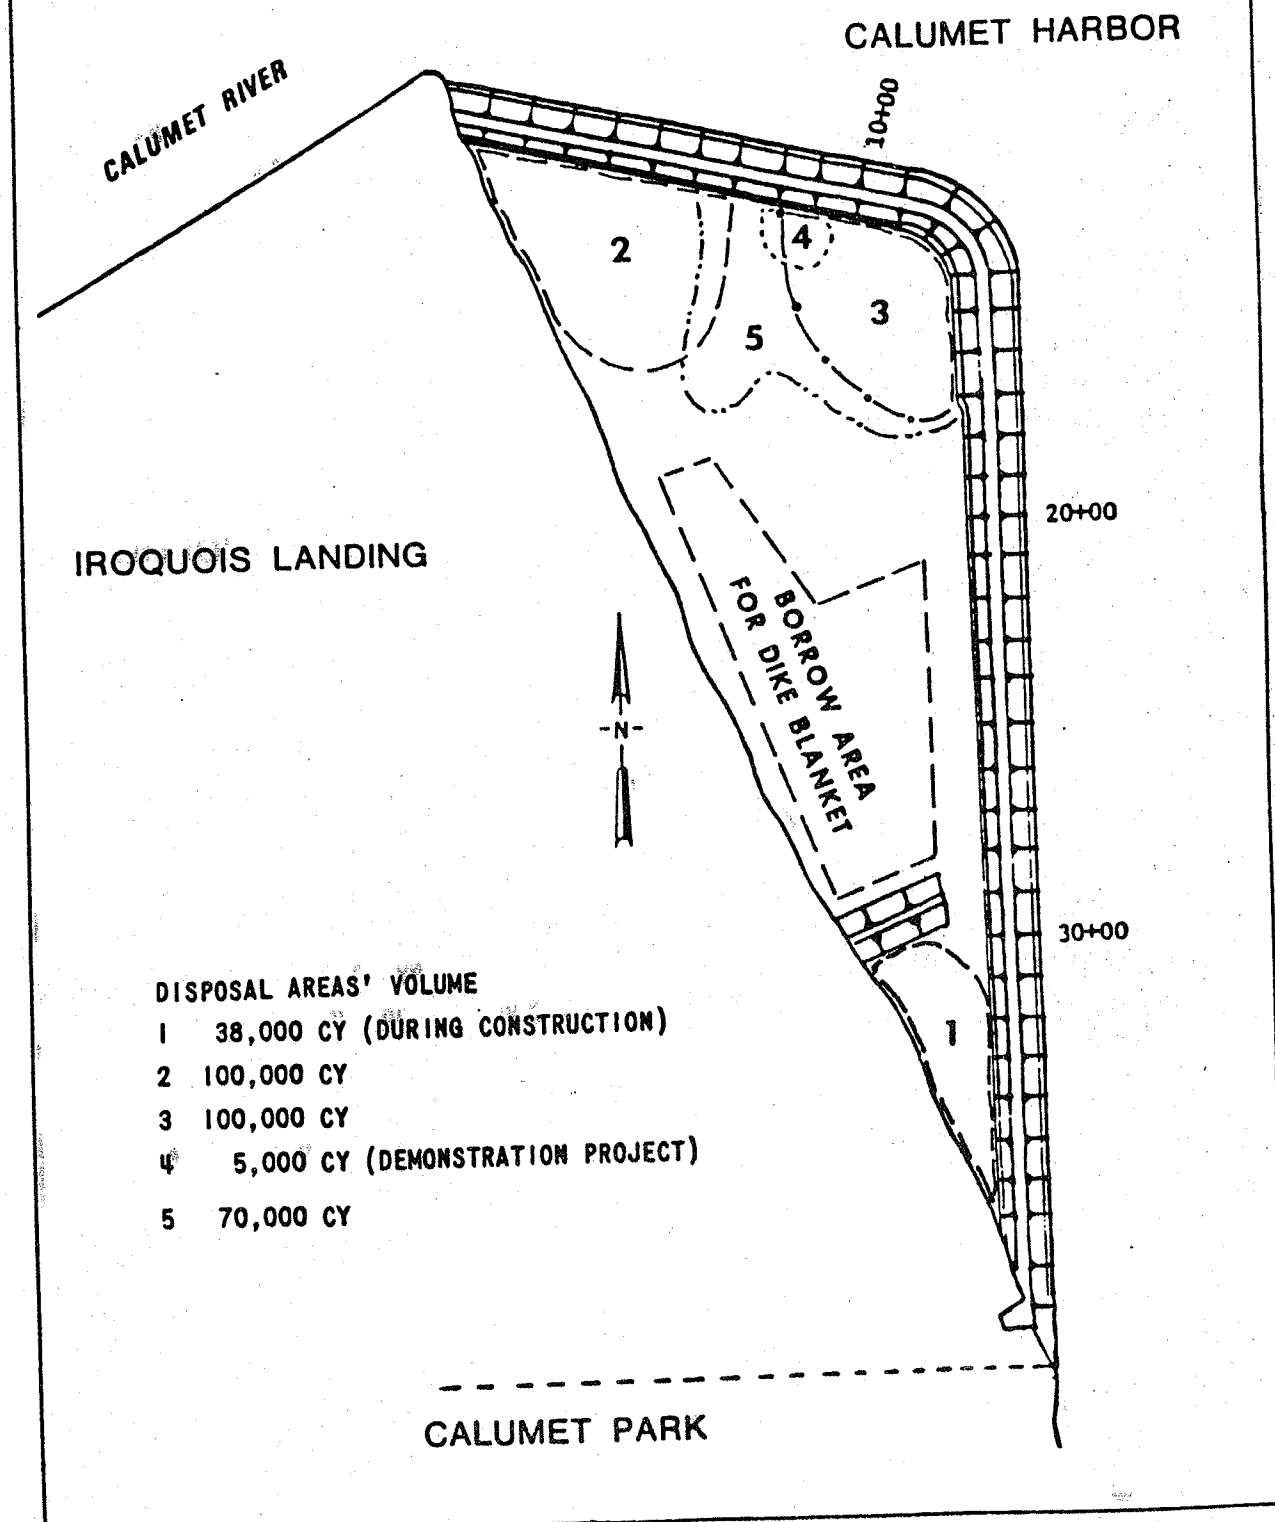 CALUMET HARBOR
CALUMET RIVER
10+00
2
4
3
5
20+00
IROQUOIS LANDING
BORROW AREA
FOR DIKE BLANKET
-N-
30+00
1
DISPOSAL AREAS' VOLUME
1 38,000 CY (DURING CONSTRUCTION)
2 100,000 CY
3 100,000 CY
4 5,000 CY (DEMONSTRATION PROJECT)
5 70,000 CY
CALUMET PARK